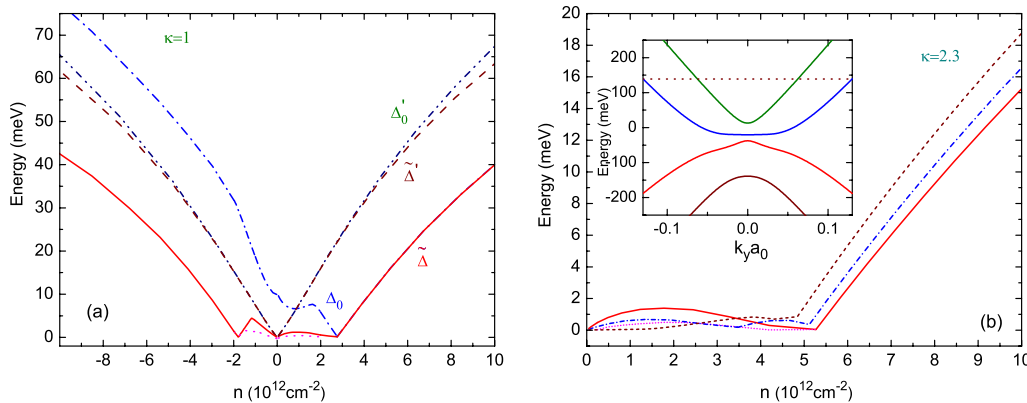 κ=1
Energy (meV)
70
60
50
40
30
20
10
0
Δ₀'
Δ̃'
Δ̃
Δ₀
(a)
-8 -6 -4 -2 0 2 4 6 8 10
n (10¹²cm⁻²)
κ=2.3
Energy (meV)
20
18
16
14
12
10
8
6
4
2
0
Energy (meV)
200
100
0
-100
-200
-0.1 0.0 0.1
kᵧa₀
(b)
0 1 2 3 4 5 6 7 8 9 10
n (10¹²cm⁻²)